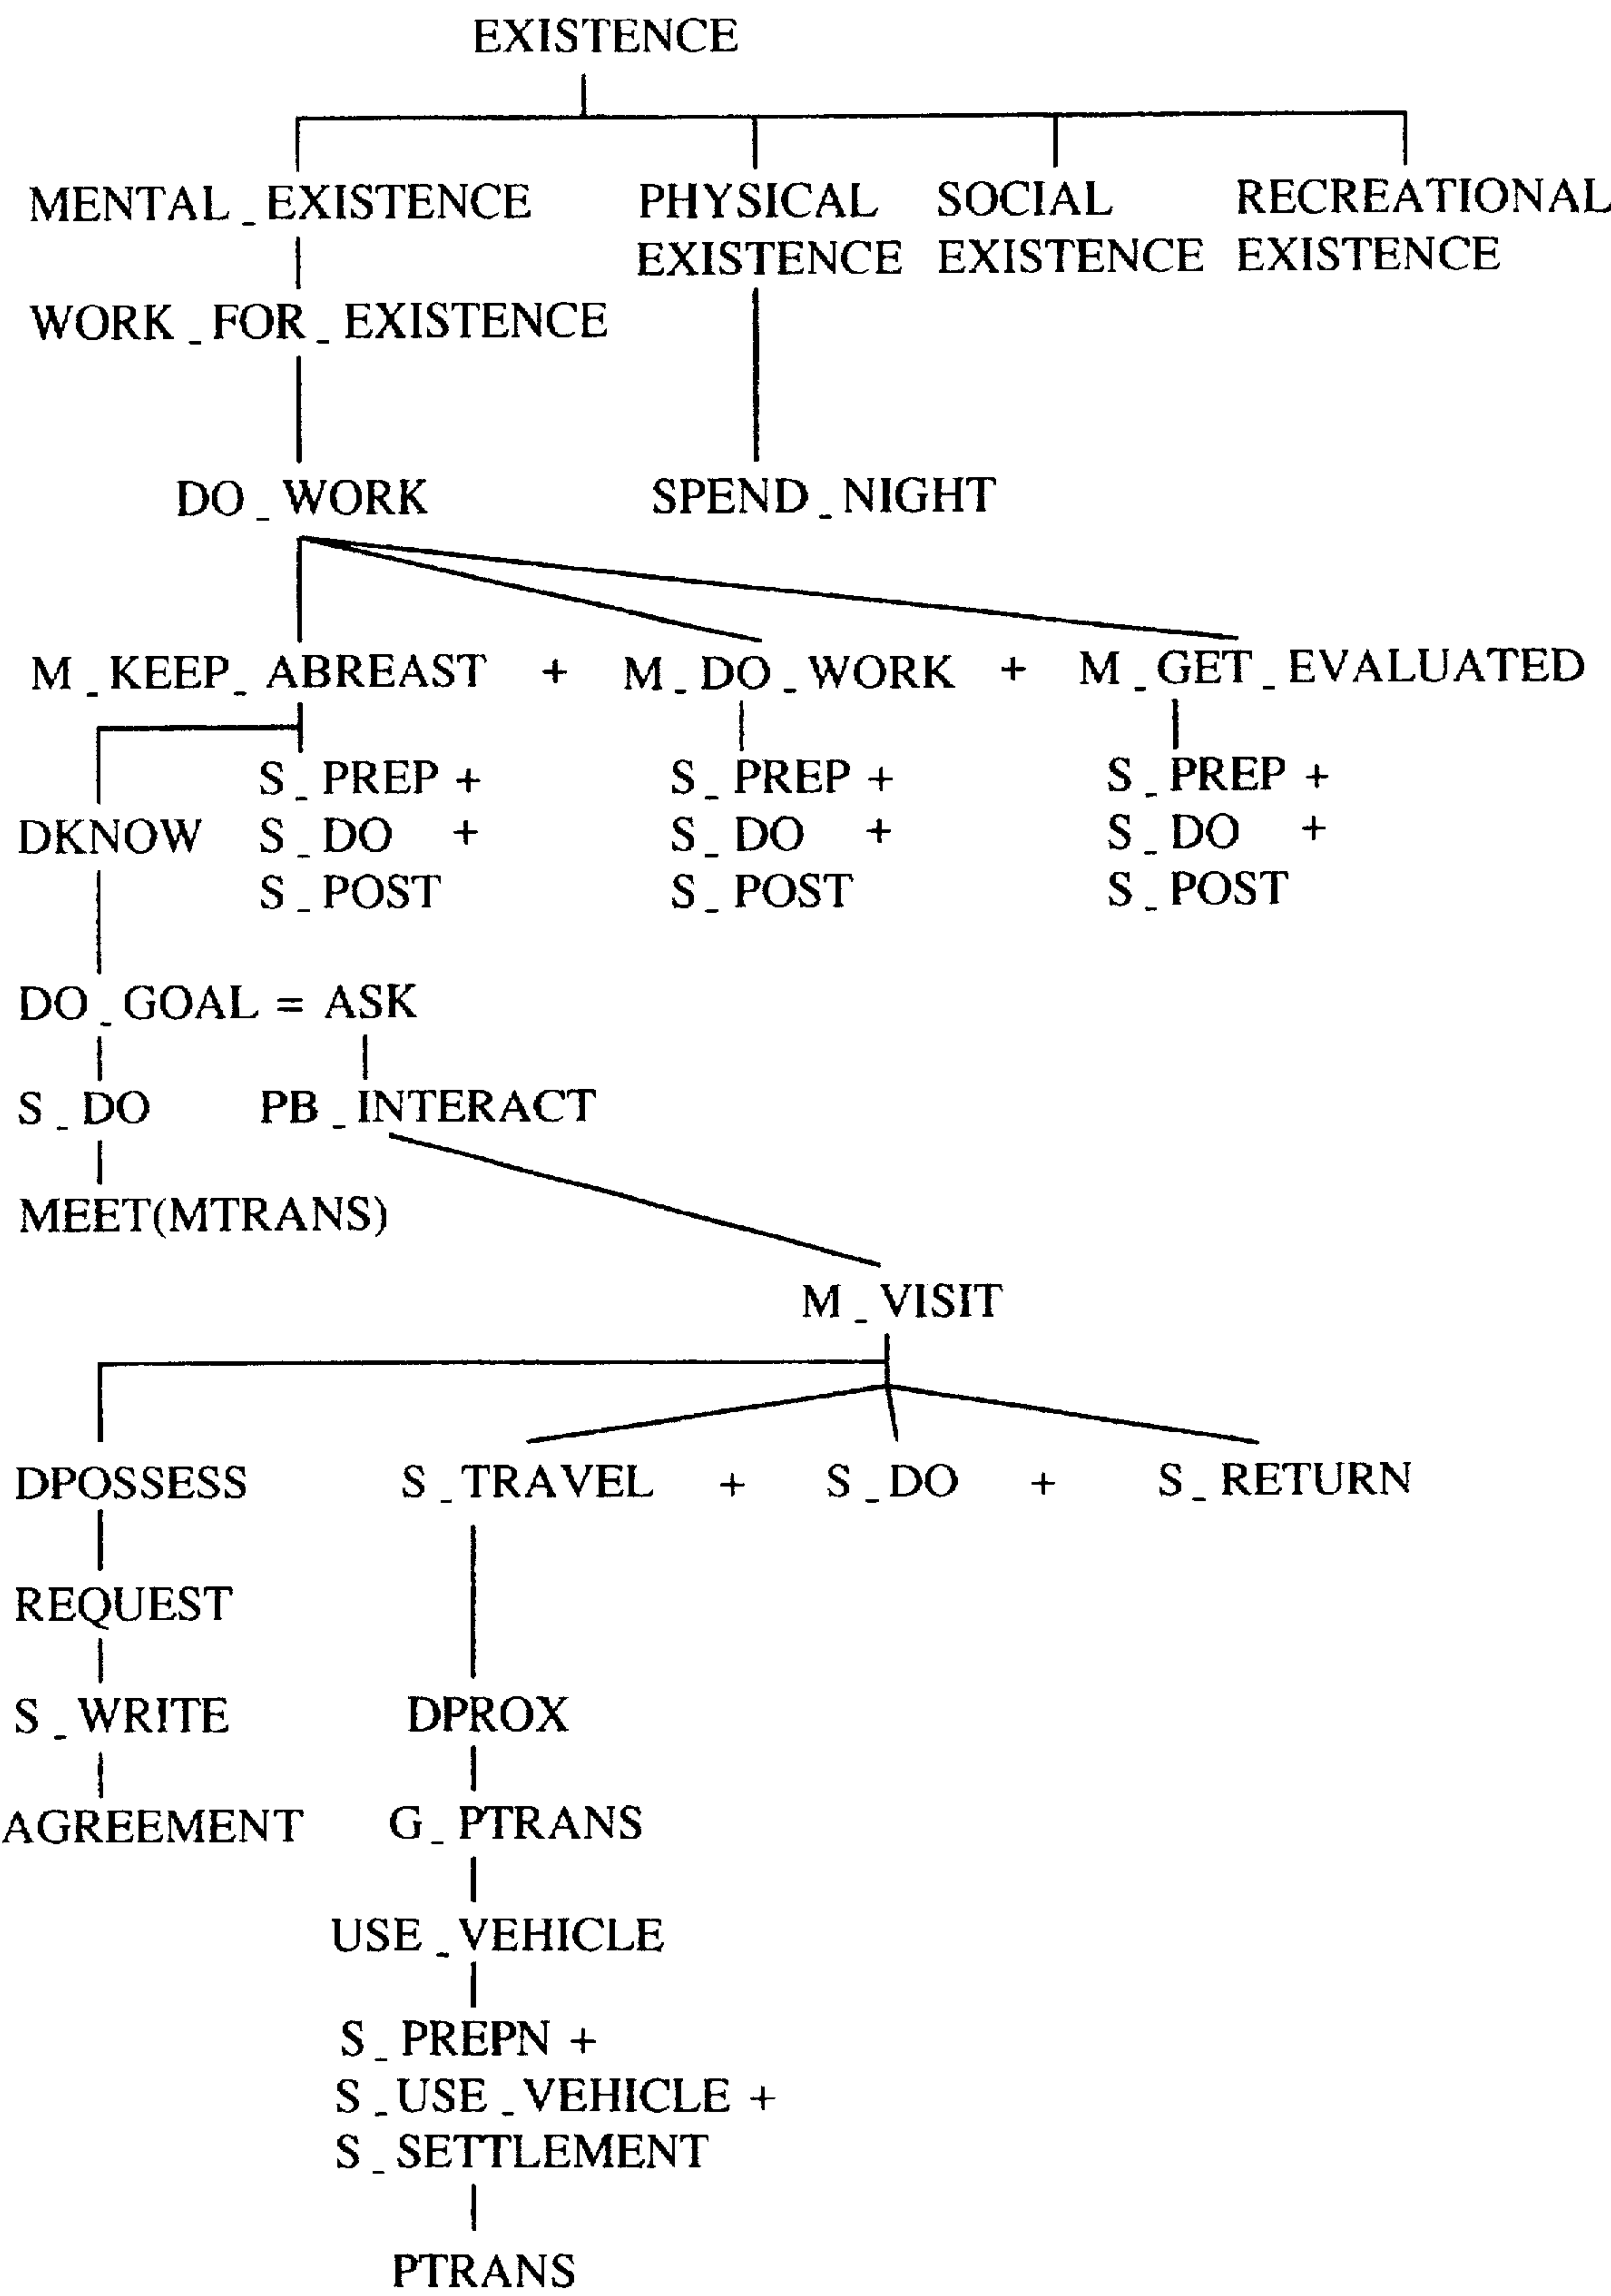 EXISTENCE
MENTAL_EXISTENCE PHYSICAL EXISTENCE SOCIAL EXISTENCE RECREATIONAL EXISTENCE
WORK_FOR_EXISTENCE
DO_WORK SPEND_NIGHT
M_KEEP_ABREAST + M_DO_WORK + M_GET_EVALUATED
S_PREP + S_PREP + S_PREP +
DKNOW S_DO + S_DO + S_DO +
S_POST S_POST S_POST
DO_GOAL = ASK
S_DO PB_INTERACT
MEET(MTRANS)
M_VISIT
DPOSSESS S_TRAVEL + S_DO + S_RETURN
REQUEST
S_WRITE DPROX
AGREEMENT G_PTRANS
USE_VEHICLE
S_PREPN +
S_USE_VEHICLE +
S_SETTLEMENT
PTRANS